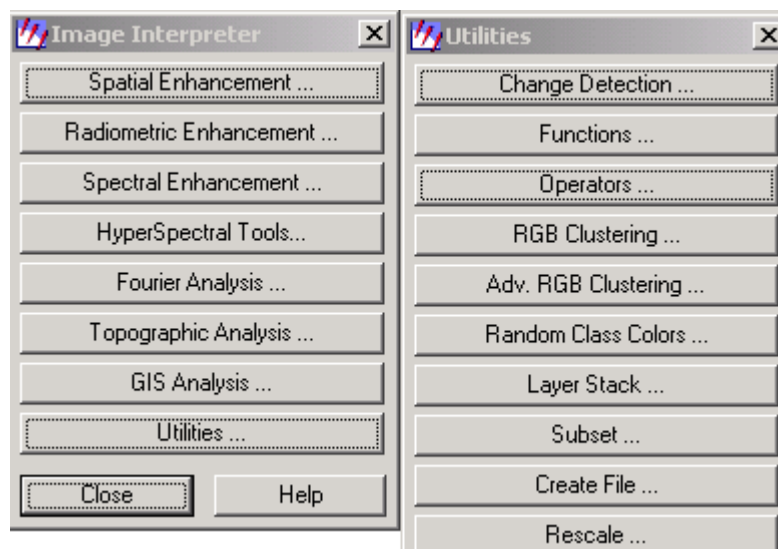 Image Interpreter
Spatial Enhancement ...
Radiometric Enhancement ...
Spectral Enhancement ...
HyperSpectral Tools...
Fourier Analysis ...
Topographic Analysis ...
GIS Analysis ...
Utilities ...
Close
Help
Utilities
Change Detection ...
Functions ...
Operators ...
RGB Clustering ...
Adv. RGB Clustering ...
Random Class Colors ...
Layer Stack ...
Subset ...
Create File ...
Rescale ...